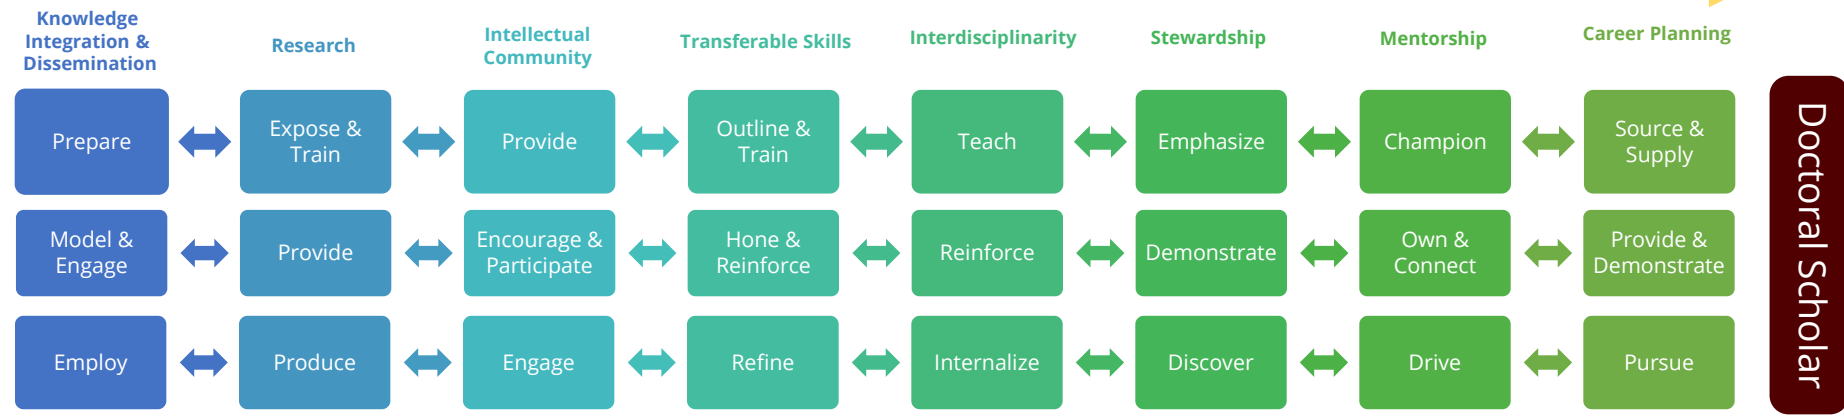 Knowledge
Integration &
Dissemination
Research
Intellectual
Community
Transferable Skills
Interdisciplinarity
Stewardship
Mentorship
Career Planning
Prepare
Expose &
Train
Provide
Outline &
Train
Teach
Emphasize
Champion
Source &
Supply
Model &
Engage
Provide
Encourage &
Participate
Hone &
Reinforce
Reinforce
Demonstrate
Own &
Connect
Provide &
Demonstrate
Employ
Produce
Engage
Refine
Internalize
Discover
Drive
Pursue
Doctoral Scholar